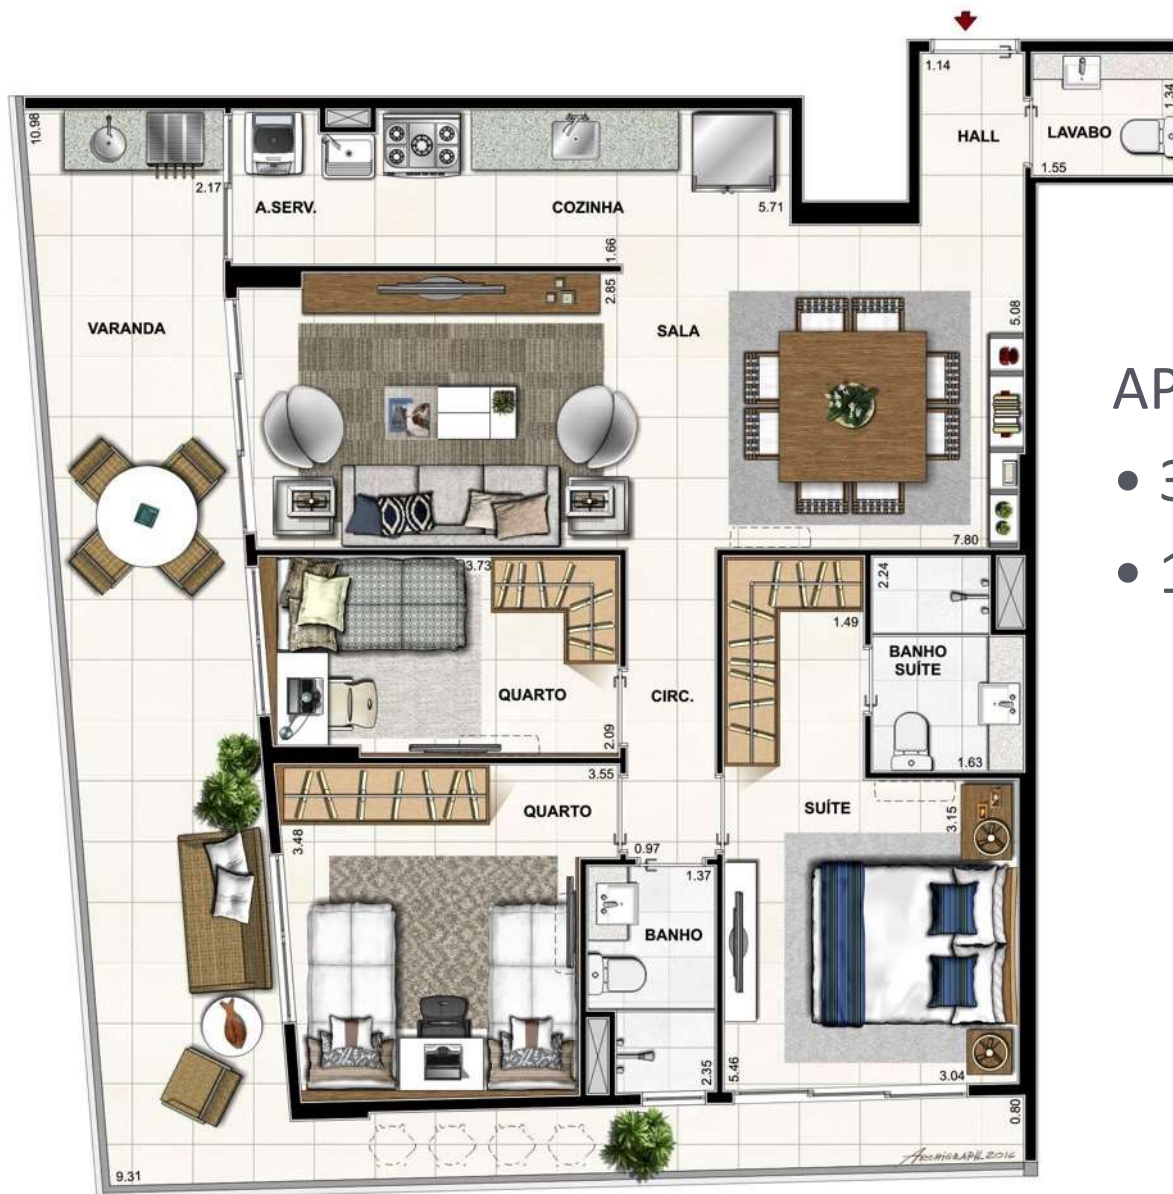 1.14
10.98
HALL
LAVABO
1.34
1.55
2.17
A.SERV.
COZINHA
5.71
1.66
2.85
VARANDA
SALA
5.08
AP
• 3
• 1
7.80
3.73
2.24
1.49
BANHO
SUÍTE
QUARTO
CIRC.
2.09
1.63
3.55
QUARTO
SUÍTE
3.15
3.48
0.97
1.37
BANHO
2.35
5.46
3.04
0.80
ARCHIGRAPH 2016
9.31